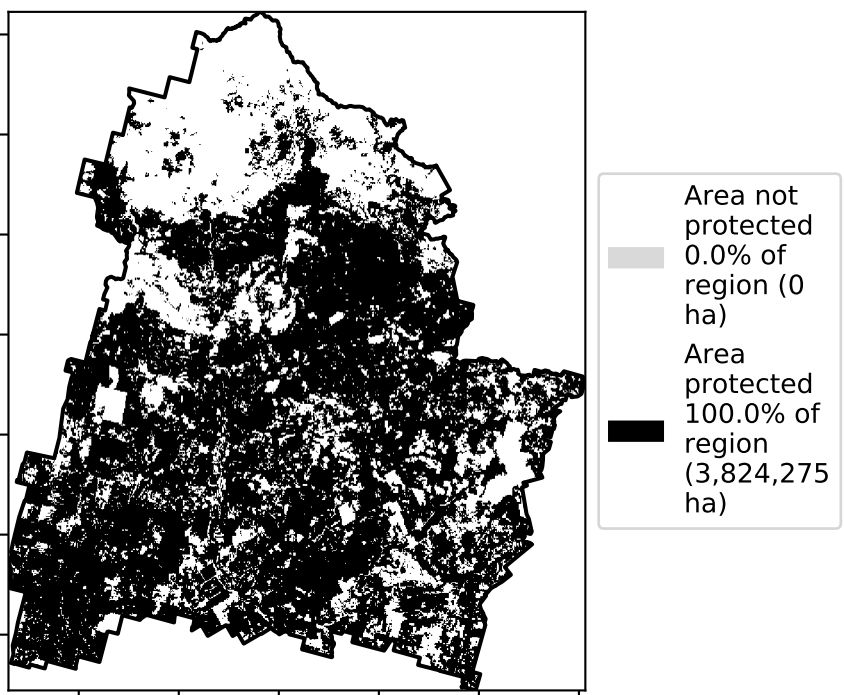 Area not
protected
0.0% of
region (0
ha)
Area
protected
100.0% of
region
(3,824,275
ha)